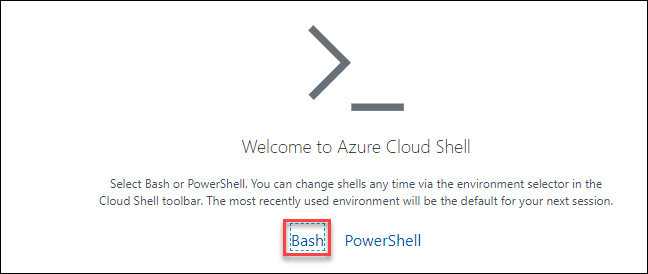 Welcome to Azure Cloud Shell
Select Bash or PowerShell. You can change shells any time via the environment selector in the
Cloud Shell toolbar. The most recently used environment will be the default for your next session.
Bash PowerShell